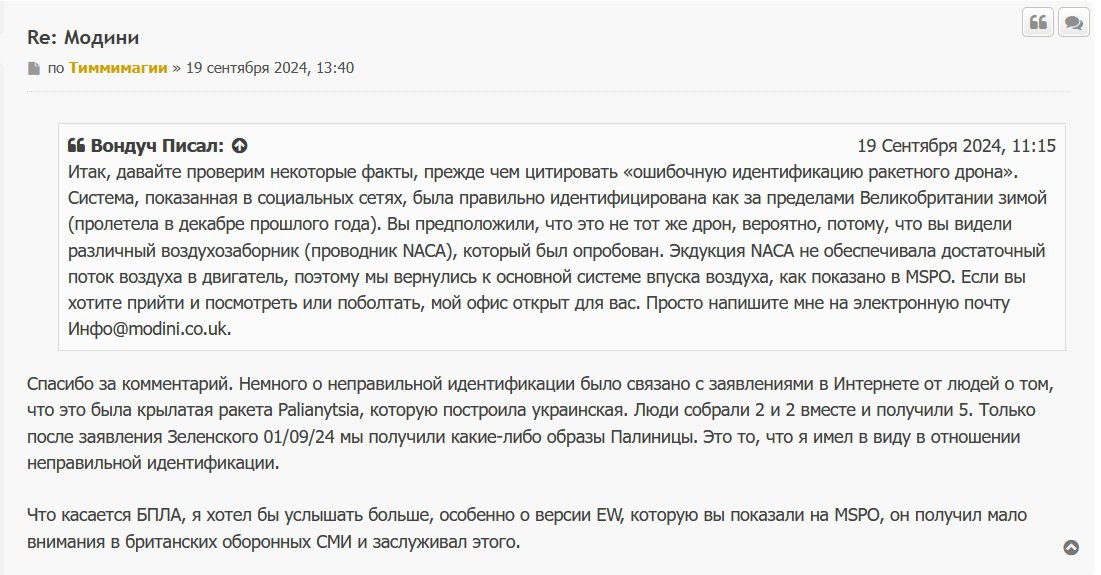 Re: Модини
по Тиммимагии » 19 сентября 2024, 13:40
Вондуч Писал: 19 Сентября 2024, 11:15
Итак, давайте проверим некоторые факты, прежде чем цитировать «ошибочную идентификацию ракетного дрона».
Система, показанная в социальных сетях, была правильно идентифицирована как за пределами Великобритании зимой
(пролетела в декабре прошлого года). Вы предположили, что это не тот же дрон, вероятно, потому, что вы видели
различный воздухозаборник (проводник NACA), который был опробован. Экдукция NACA не обеспечивала достаточный
поток воздуха в двигатель, поэтому мы вернулись к основной системе впуска воздуха, как показано в MSPO. Если вы
хотите прийти и посмотреть или поболтать, мой офис открыт для вас. Просто напишите мне на электронную почту
Инфо@modini.co.uk.
Спасибо за комментарий. Немного о неправильной идентификации было связано с заявлениями в Интернете от людей о том,
что это была крылатая ракета Palianytsia, которую построила украинская. Люди собрали 2 и 2 вместе и получили 5. Только
после заявления Зеленского 01/09/24 мы получили какие-либо образы Палиницы. Это то, что я имел в виду в отношении
неправильной идентификации.
Что касается БПЛА, я хотел бы услышать больше, особенно о версии EW, которую вы показали на MSPO, он получил мало
внимания в британских оборонных СМИ и заслуживал этого.